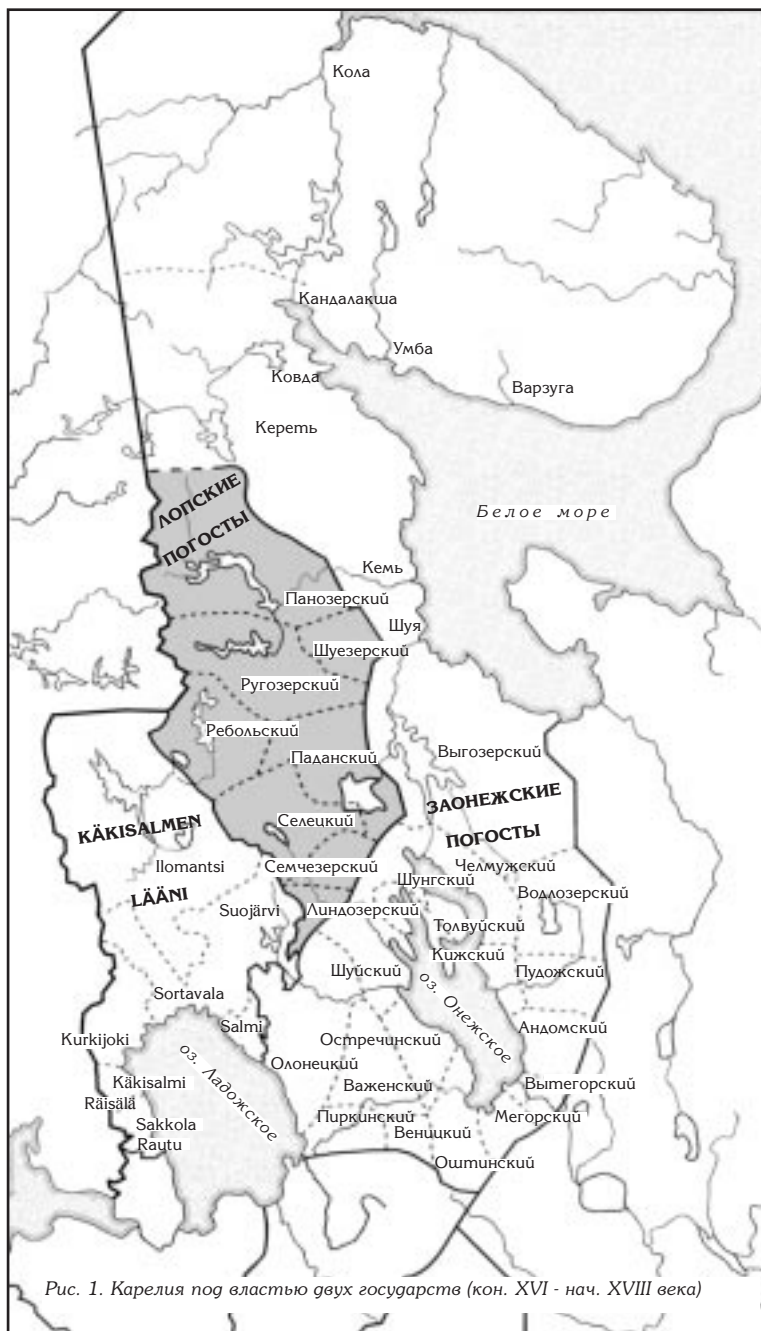 Кола
Кандалакша
Умба
Ковда
Варзуга
Кереть
Белое море
ЛОПСКИЕ
ПОГОСТЫ
Кемь
Панозерский
Шуя
Шуезерский
Ругозерский
Ребольский
Выгозерский
Паданский
ЗАОНЕЖСКИЕ
ПОГОСТЫ
KÄKISALMEN
LÄÄNI
Селецкий
Ilomantsi
Семчезерский
Челмужский
Шунгский
Водлозерский
Suojärvi
Линдозерский
Толвуйский
Кижский
Шуйский
Пудожский
оз. Онежское
Sortavala
Salmi
Андомский
Kurkijoki
Остречинский
Олонецкий
оз. Ладожское
Käkisalmi
Важенский
Вытегорский
Räisälä
Пиркинский
Мегорский
Sakkola
Rautu
Веницкий
Оштинский
Рис. 1. Карелия под властью двух государств (кон. XVI - нач. XVIII века)